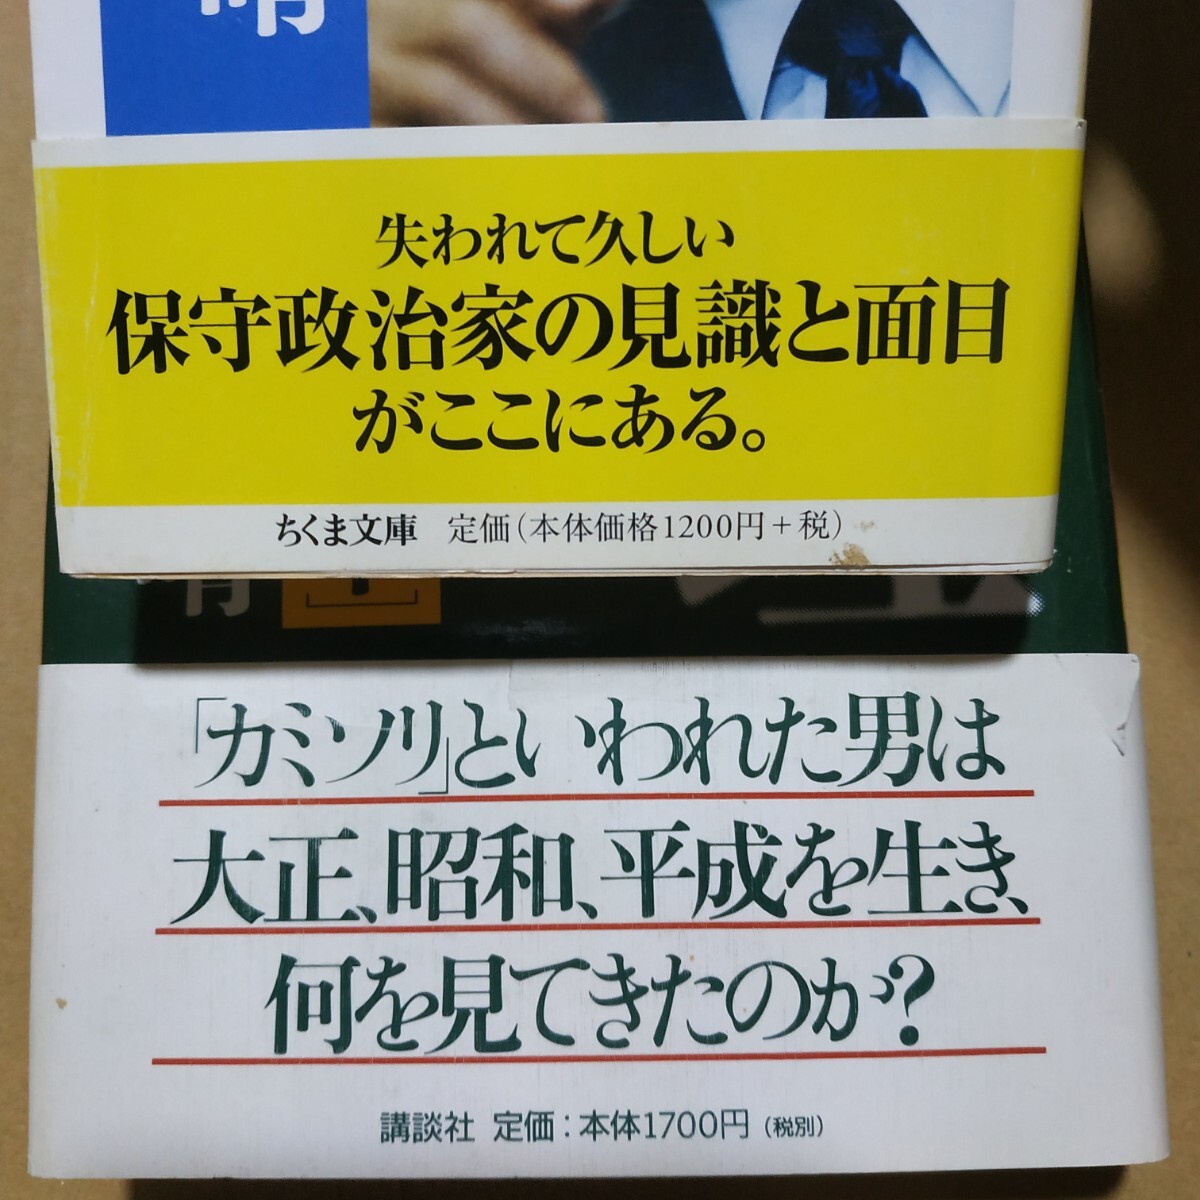 晴
失われて久しい
保守政治家の見識と面目
がここにある。
ちくま文庫 定価(本体価格1200円+税)
「カミソリ」といわれた男は
大正、昭和、平成を生き、
何を見てきたのか?
講談社 定価:本体1700円(税別)